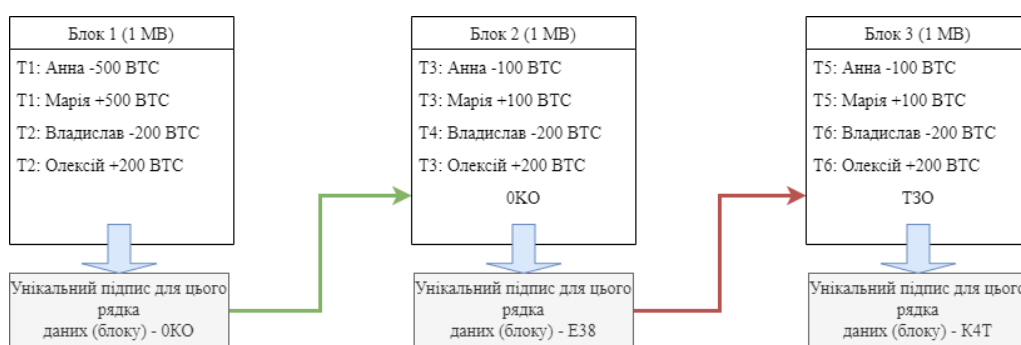 Блок 1 (1 MB)
T1: Анна -500 BTC
T1: Марія +500 BTC
T2: Владислав -200 BTC
T2: Олексій +200 BTC
Унікальний підпис для цього
рядка
даних (блоку) - 0KO
Блок 2 (1 MB)
T3: Анна -100 BTC
T3: Марія +100 BTC
T4: Владислав -200 BTC
T3: Олексій +200 BTC
0KO
Унікальний підпис для цього
рядка
даних (блоку) - E38
Блок 3 (1 MB)
T5: Анна -100 BTC
T5: Марія +100 BTC
T6: Владислав -200 BTC
T6: Олексій +200 BTC
ТЗО
Унікальний підпис для цього
рядка
даних (блоку) - К4Т